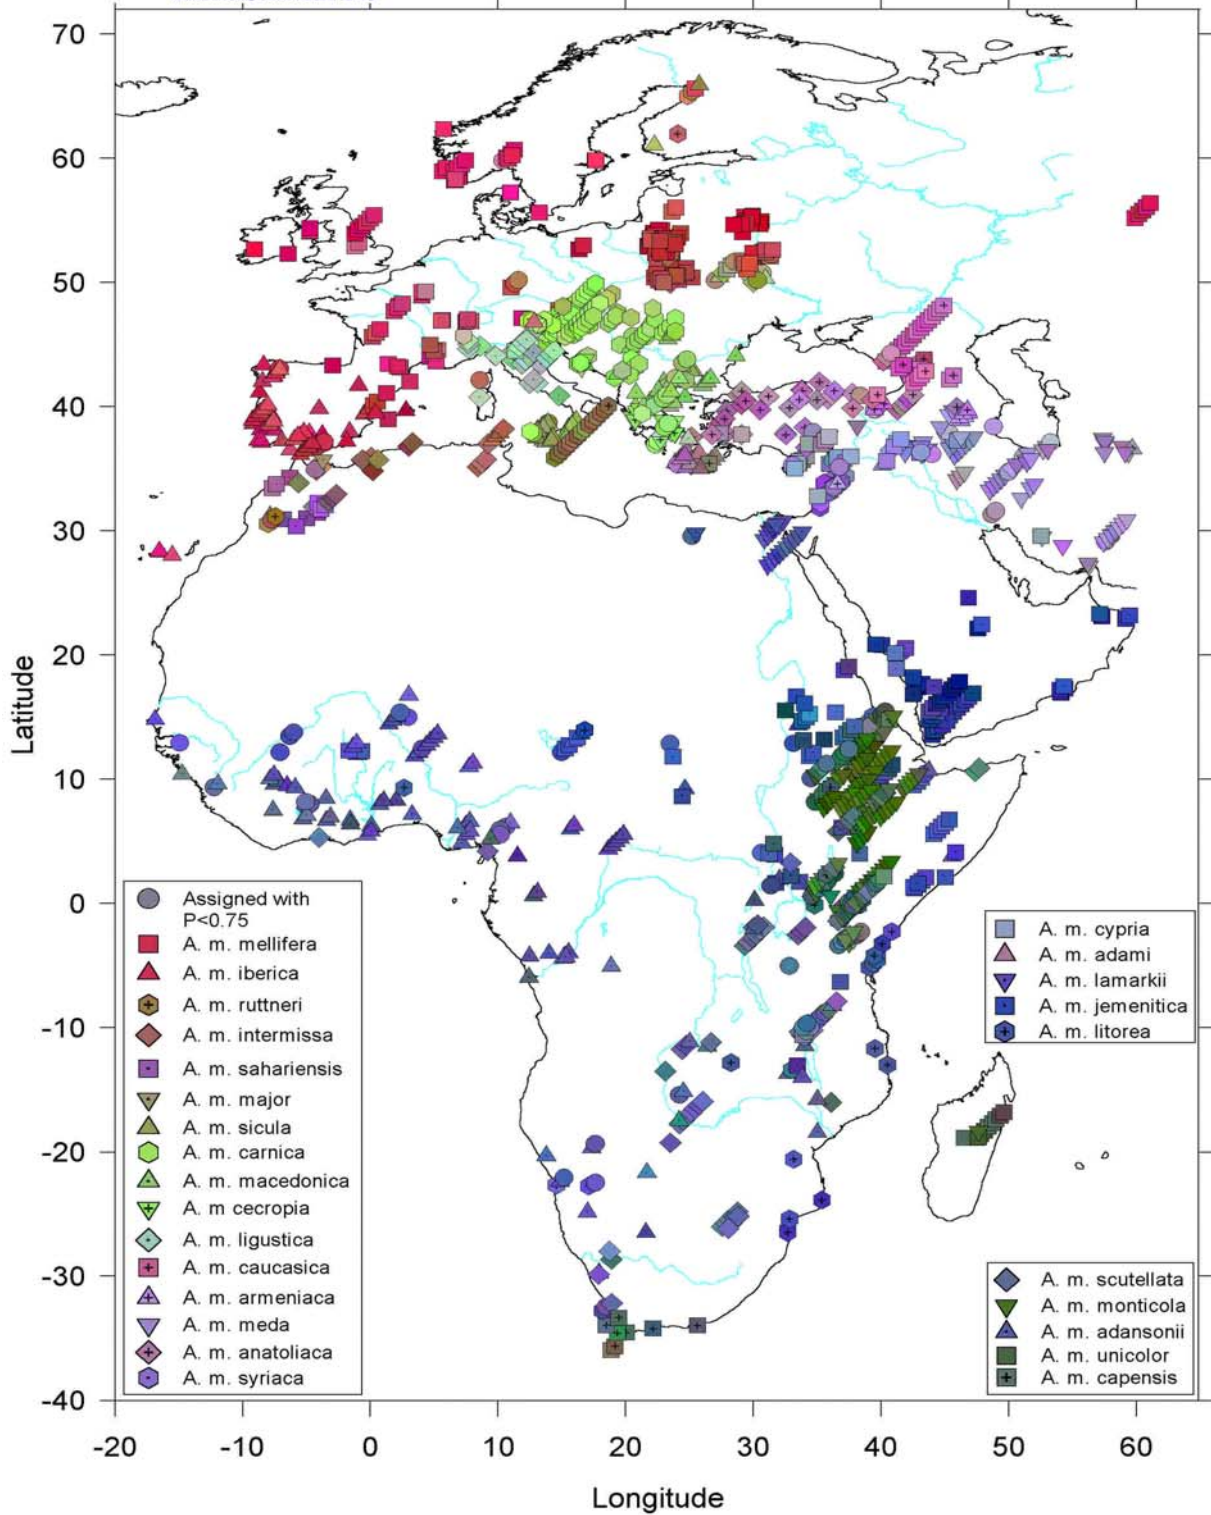 70
60
50
40
30
20
10
0
-10
-20
-30
-40
Latitude
Assigned with
P<0.75
A. m. mellifera
A. m. iberica
A. m. ruttneri
A. m. intermissa
A. m. sahariensis
A. m. major
A. m. sicula
A. m. carnica
A. m. macedonica
A. m cecropia
A. m. ligustica
A. m. caucasica
A. m. armeniaca
A. m. meda
A. m. anatoliaca
A. m. syriaca
A. m. cypria
A. m. adami
A. m. lamarkii
A. m. jemenitica
A. m. litorea
A. m. scutellata
A. m. monticola
A. m. adansonii
A. m. unicolor
A. m. capensis
-20 -10 0 10 20 30 40 50 60
Longitude